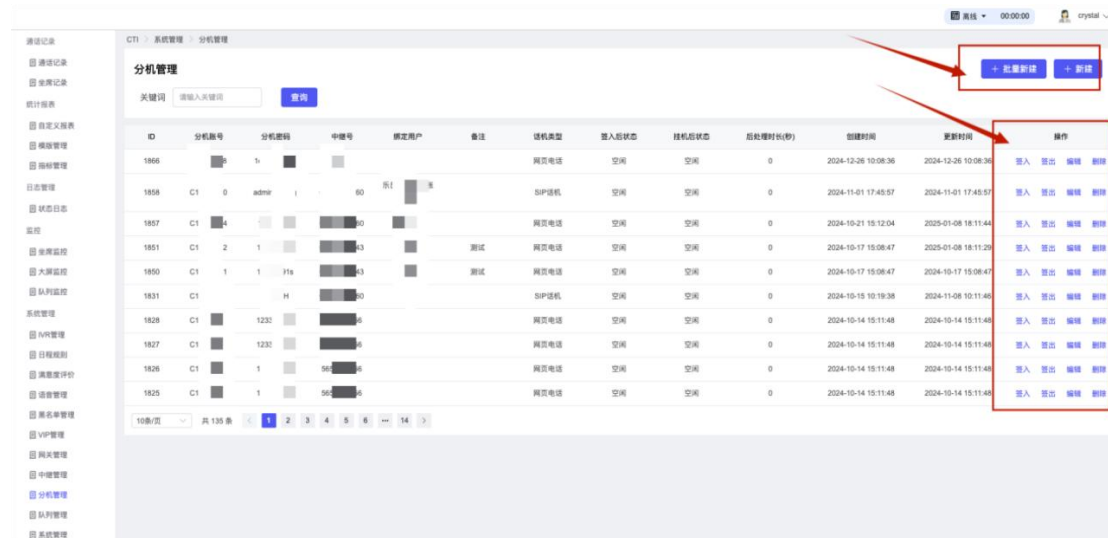 离线 00:00:00 crystal
通话记录
通话记录
坐席记录
统计报表
自定义报表
模版管理
指标管理
日志管理
状态日志
监控
坐席监控
大屏监控
队列监控
系统管理
IVR管理
日程规则
满意度评价
语音管理
黑名单管理
VIP管理
网关管理
中继管理
分机管理
队列管理
系统管理
CTI > 系统管理 > 分机管理
分机管理
+ 批量新建 + 新建
关键词 请输入关键词 查询
ID 分机账号 分机密码 中继号 绑定用户 备注 话机类型 签入后状态 挂机后状态 后处理时长(秒) 创建时间 更新时间 操作
1866 8 网页电话 空闲 空闲 0 2024-12-26 10:08:36 2024-12-26 10:08:36 签入 签出 编辑 删除
1858 C1 0 admin 60 SIP话机 空闲 空闲 0 2024-11-01 17:45:57 2024-11-01 17:45:57 签入 签出 编辑 删除
1857 C1 4 60 网页电话 空闲 空闲 0 2024-10-21 15:12:04 2025-01-08 18:11:44 签入 签出 编辑 删除
1851 C1 2 1 43 测试 网页电话 空闲 空闲 0 2024-10-17 15:08:47 2025-01-08 18:11:29 签入 签出 编辑 删除
1850 C1 1 1 43 测试 网页电话 空闲 空闲 0 2024-10-17 15:08:47 2024-10-17 15:08:47 签入 签出 编辑 删除
1831 C1 H 60 SIP话机 空闲 空闲 0 2024-10-15 10:19:38 2024-11-08 10:11:46 签入 签出 编辑 删除
1828 C1 123 6 网页电话 空闲 空闲 0 2024-10-14 15:11:48 2024-10-14 15:11:48 签入 签出 编辑 删除
1827 C1 123 6 网页电话 空闲 空闲 0 2024-10-14 15:11:48 2024-10-14 15:11:48 签入 签出 编辑 删除
1826 C1 1 565 6 网页电话 空闲 空闲 0 2024-10-14 15:11:48 2024-10-14 15:11:48 签入 签出 编辑 删除
1825 C1 1 565 6 网页电话 空闲 空闲 0 2024-10-14 15:11:48 2024-10-14 15:11:48 签入 签出 编辑 删除
10条/页 共 135 条 < 1 2 3 4 5 6 ••• 14 >